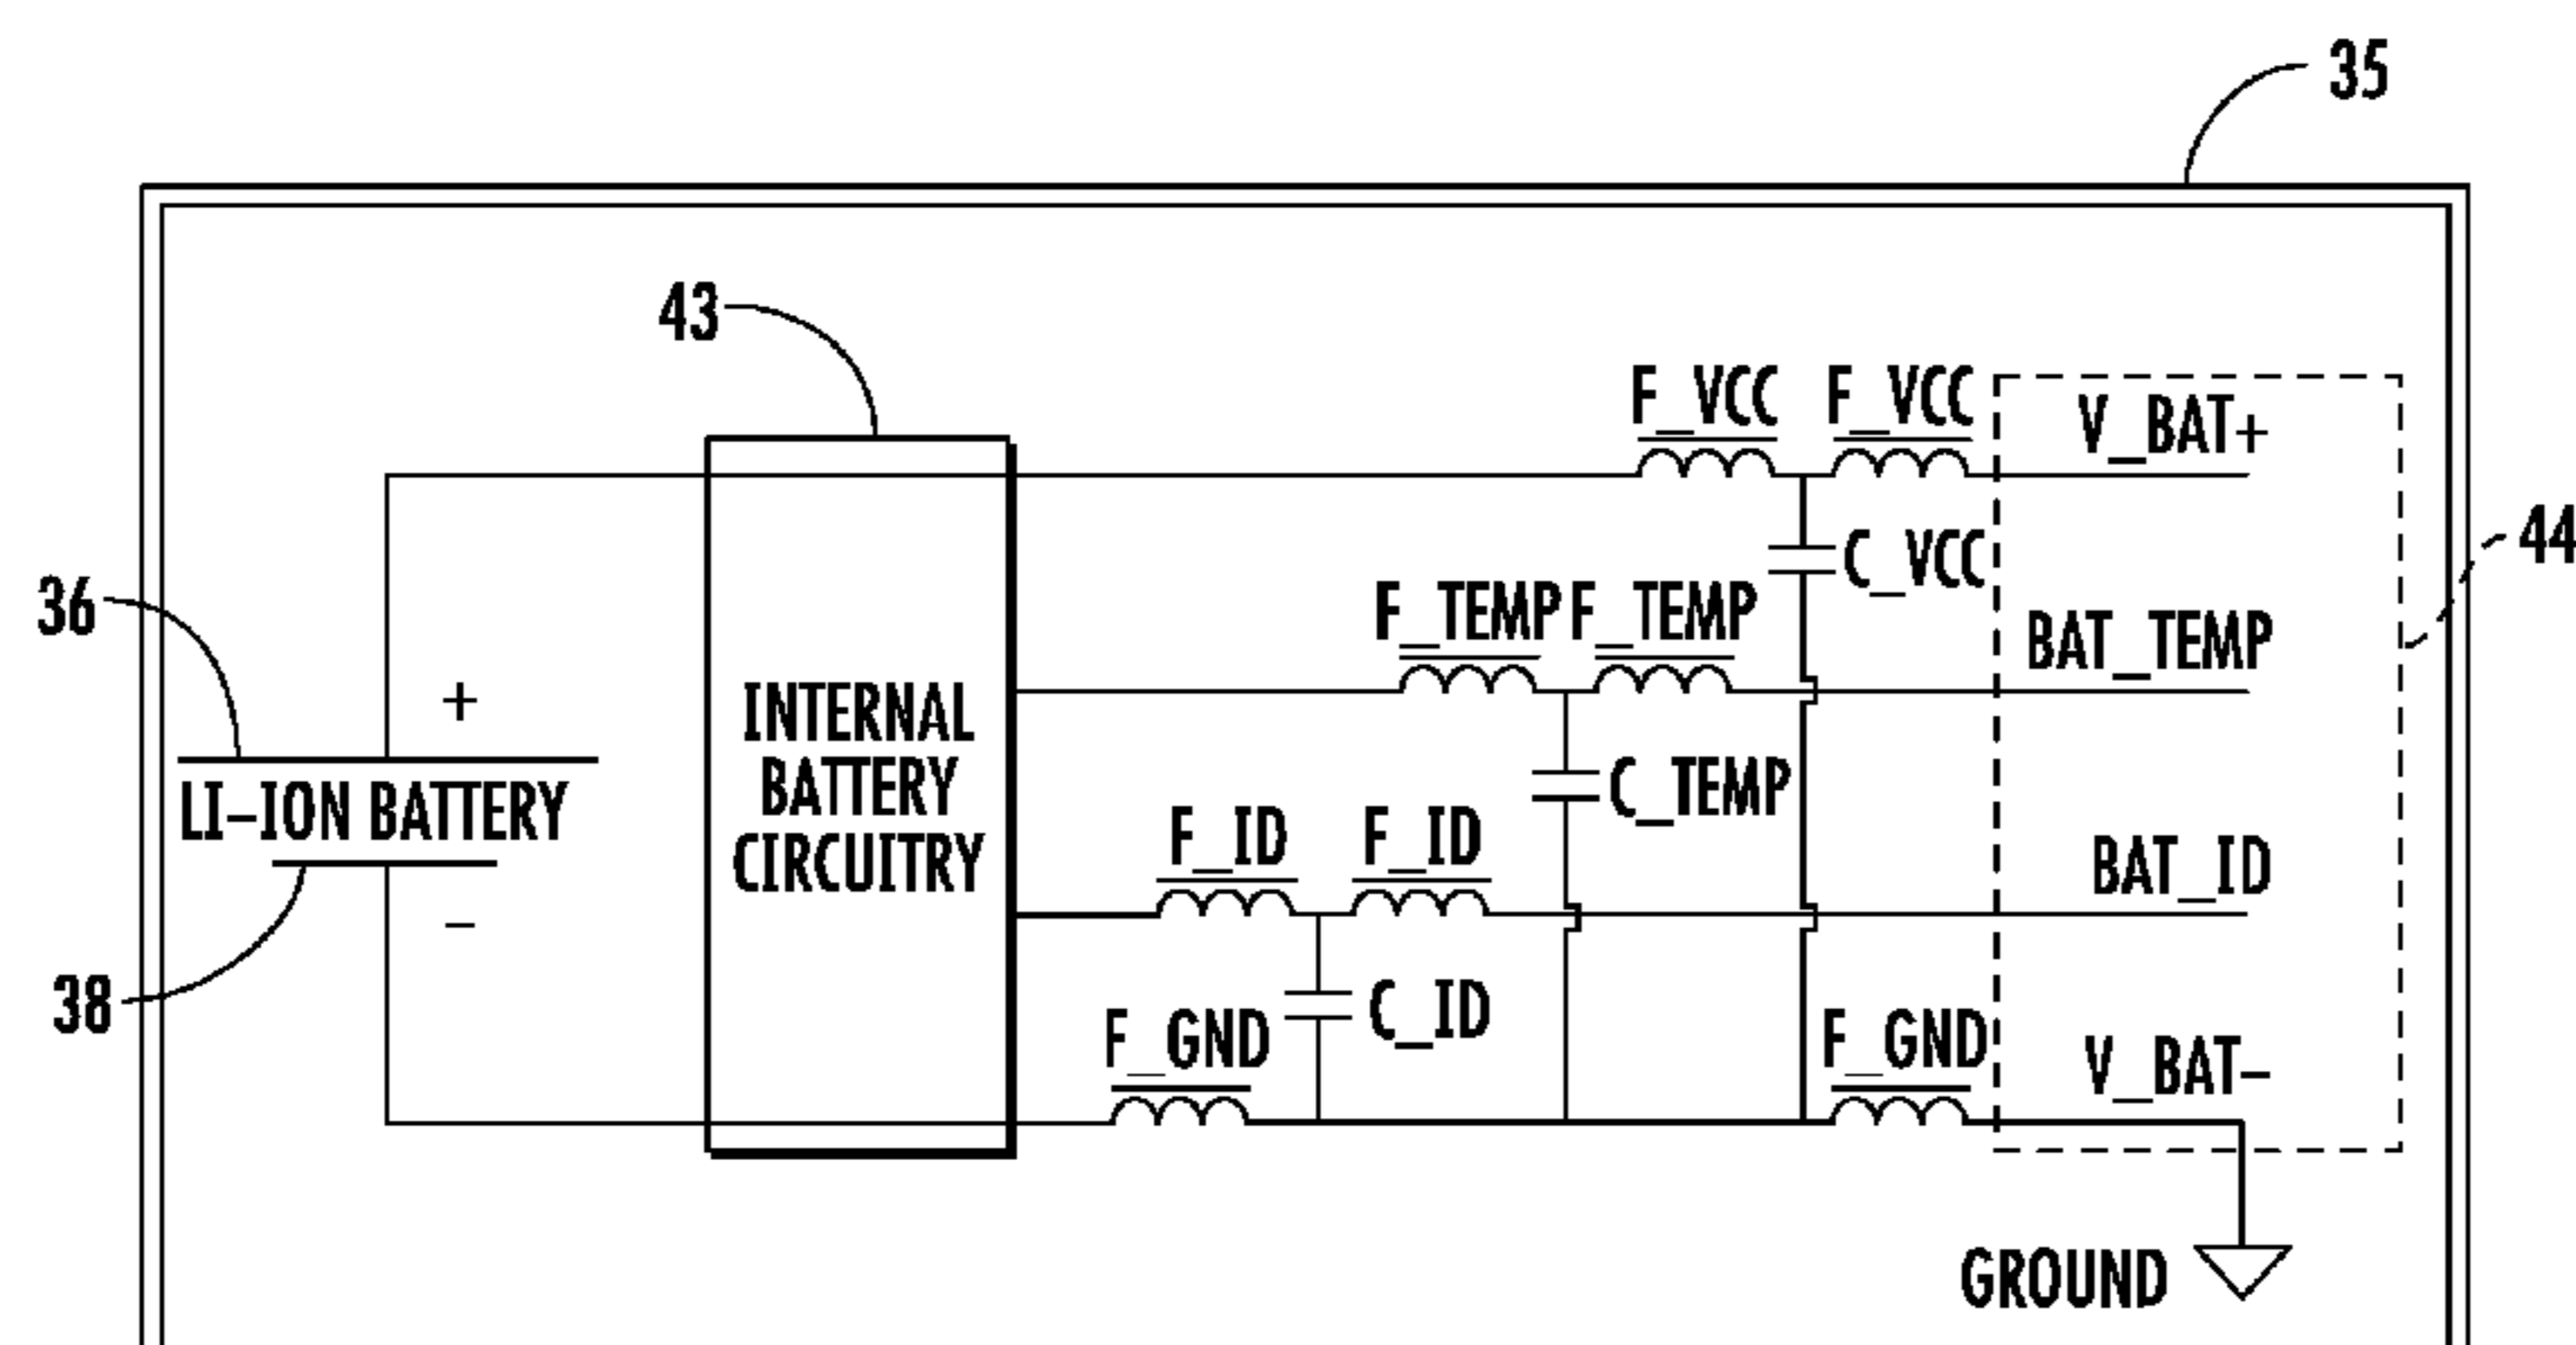 35
43
F_VCC F_VCC
V_BAT+
44
C_VCC
36
F_TEMP F_TEMP
BAT_TEMP
+
INTERNAL
BATTERY
CIRCUITRY
C_TEMP
LI-ION BATTERY
F_ID F_ID
BAT_ID
–
38
C_ID
F_GND
F_GND
V_BAT–
GROUND